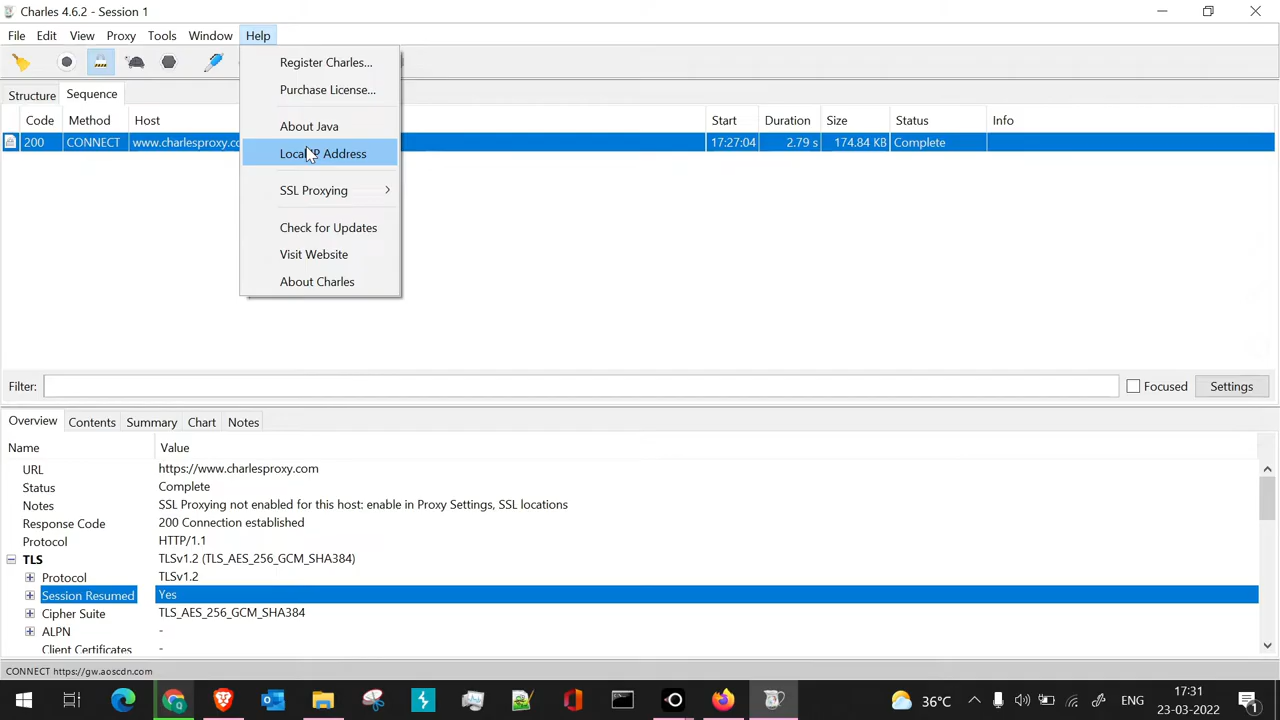 Charles 4.6.2 - Session 1
File Edit View Proxy Tools Window Help
Register Charles...
Purchase License...
About Java
Local IP Address
SSL Proxying
Check for Updates
Visit Website
About Charles
Structure Sequence
Code Method Host Start Duration Size Status Info
200 CONNECT www.charlesproxy.co 17:27:04 2.79 s 174.84 KB Complete
Filter: Focused Settings
Overview Contents Summary Chart Notes
Name Value
URL https://www.charlesproxy.com
Status Complete
Notes SSL Proxying not enabled for this host: enable in Proxy Settings, SSL locations
Response Code 200 Connection established
Protocol HTTP/1.1
TLS TLSv1.2 (TLS_AES_256_GCM_SHA384)
Protocol TLSv1.2
Session Resumed Yes
Cipher Suite TLS_AES_256_GCM_SHA384
ALPN -
Client Certificates -
CONNECT https://gw.aoscdn.com
36°C ENG 17:31
23-03-2022 1